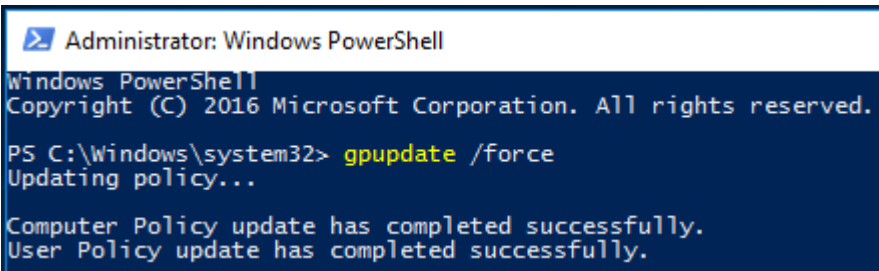 Administrator: Windows PowerShell
Windows PowerShell
Copyright (C) 2016 Microsoft Corporation. All rights reserved.
PS C:\Windows\system32> gpupdate /force
Updating policy...
Computer Policy update has completed successfully.
User Policy update has completed successfully.